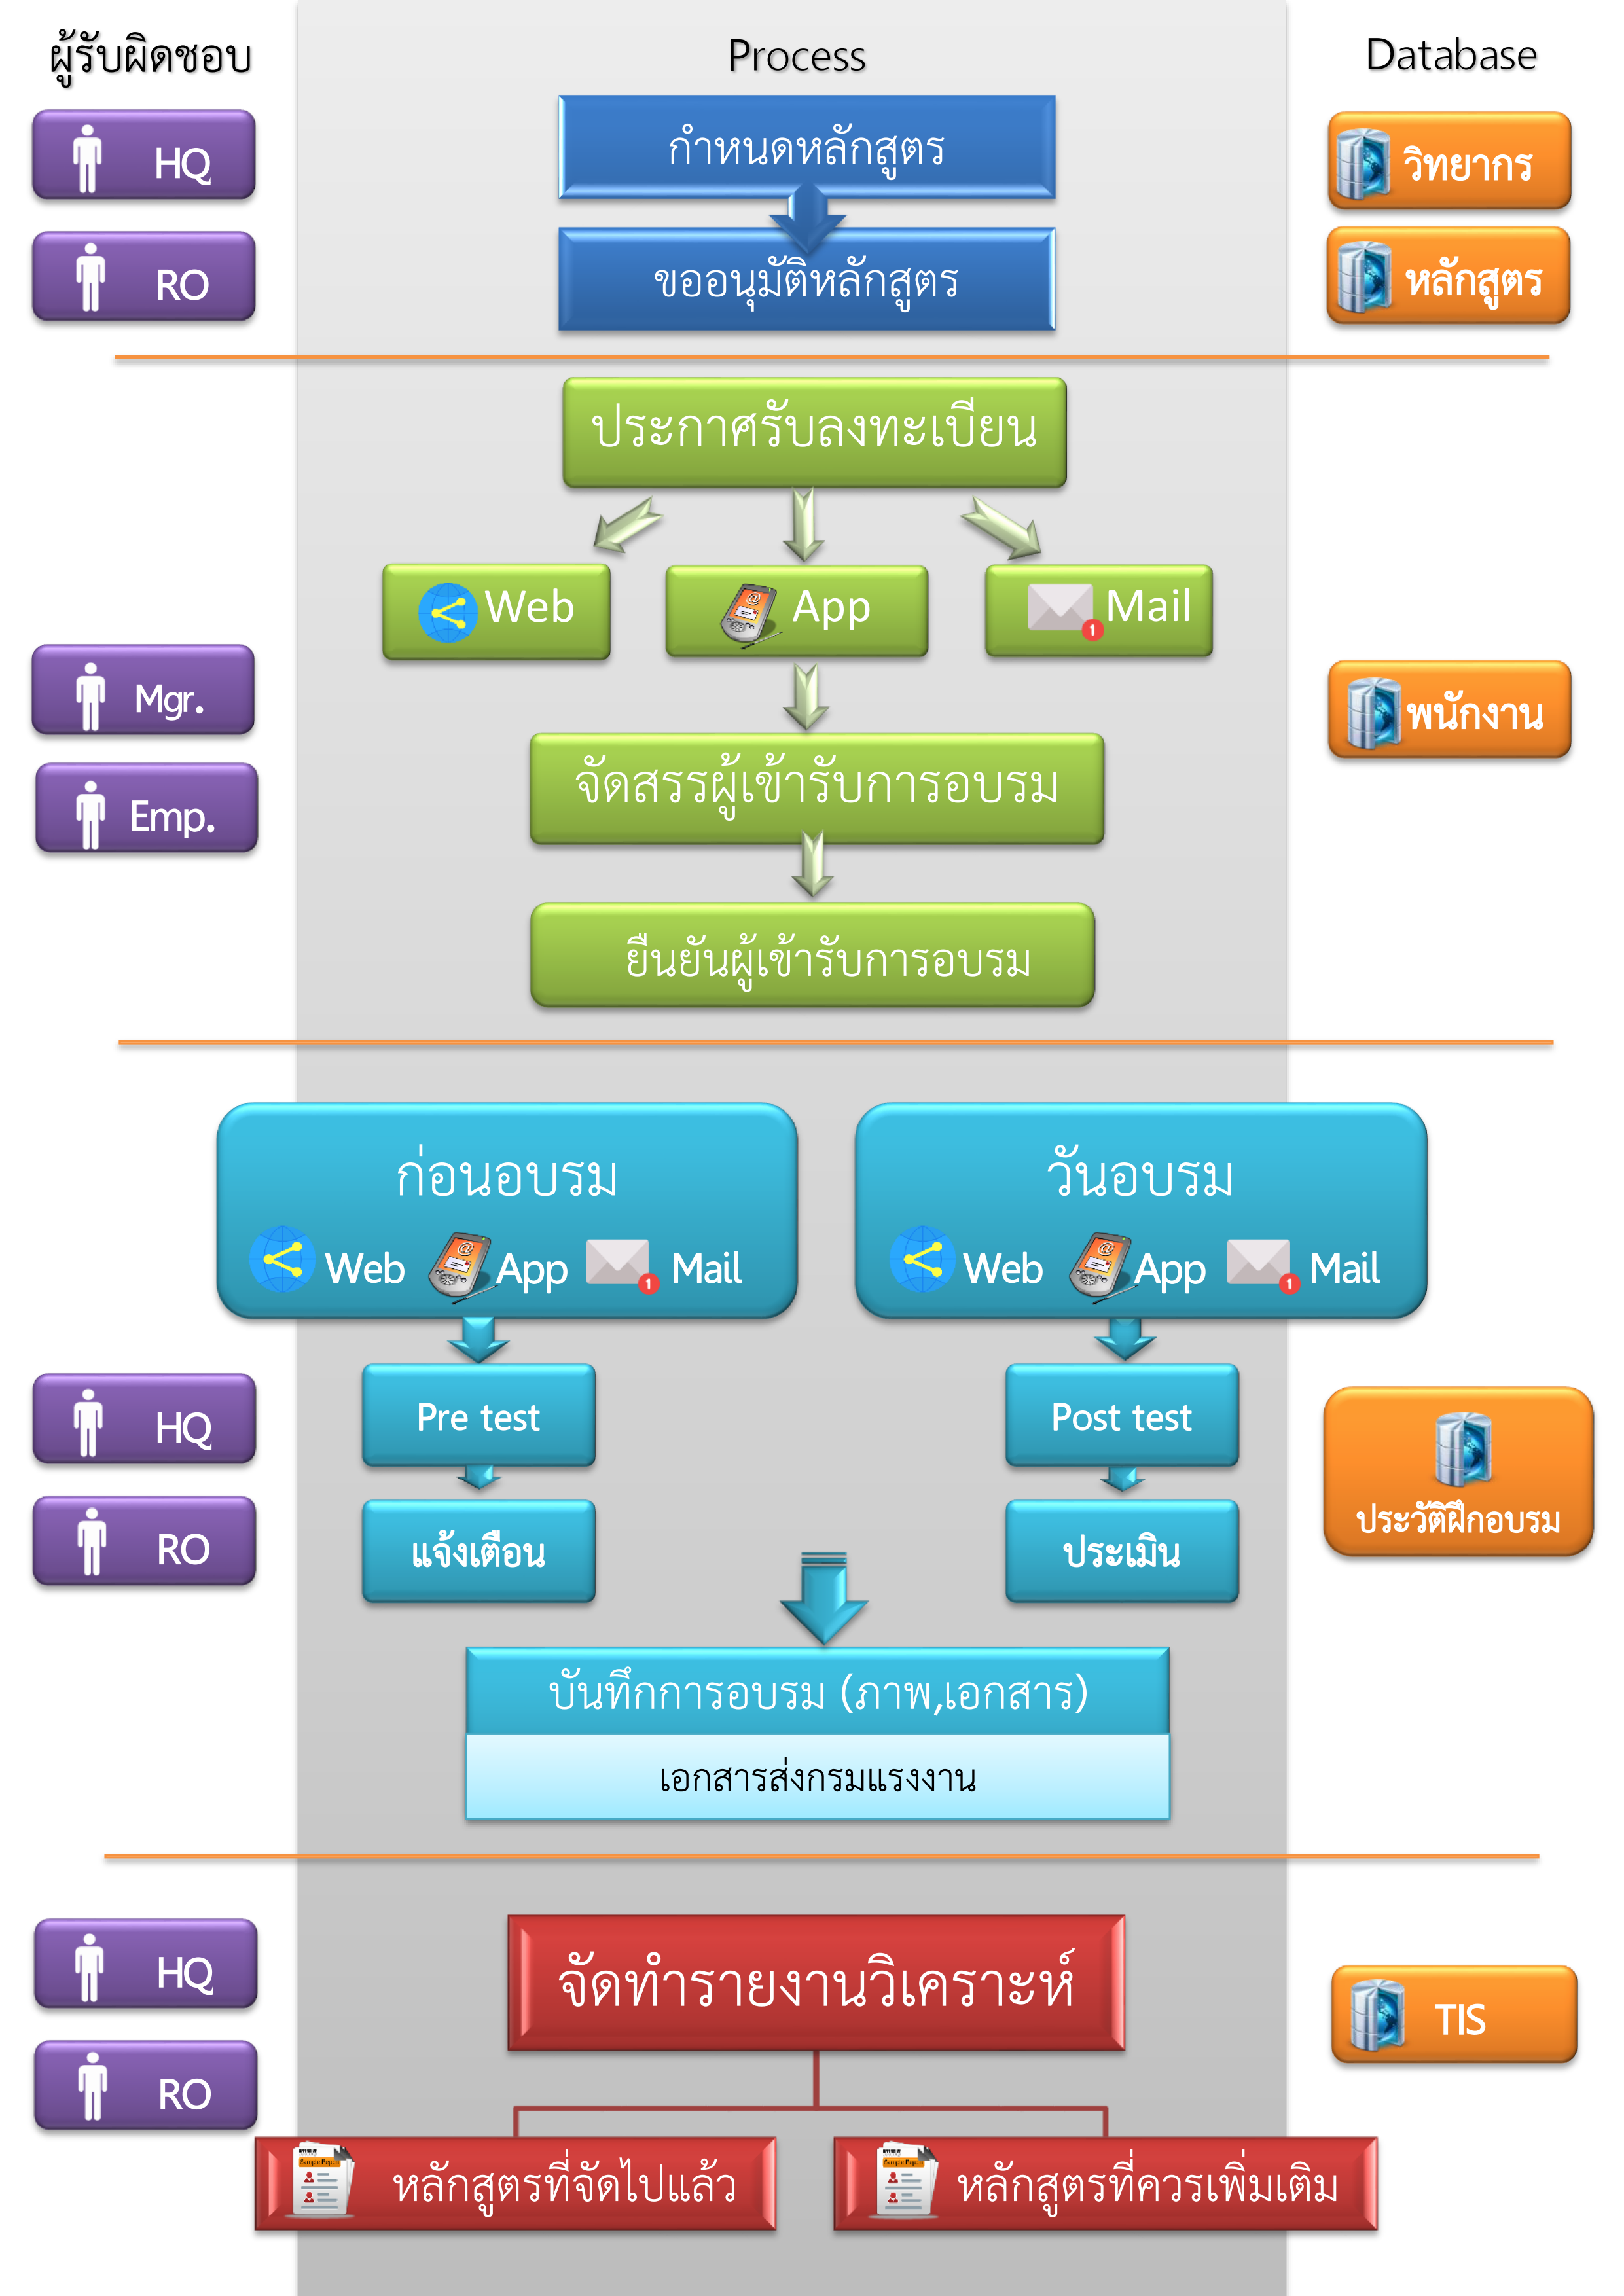 ผู้รับผิดชอบ
Process
Database
HQ
กำหนดหลักสูตร
วิทยากร
RO
ขออนุมัติหลักสูตร
หลักสูตร
ประกาศรับลงทะเบียน
Web
App
Mail
1
Mgr.
พนักงาน
จัดสรรผู้เข้ารับการอบรม
Emp.
ยืนยันผู้เข้ารับการอบรม
ก่อนอบรม
Web
App
Mail
1
วันอบรม
Web
App
Mail
1
HQ
Pre test
Post test
RO
แจ้งเตือน
ประเมิน
ประวัติฝึกอบรม
บันทึกการอบรม (ภาพ,เอกสาร)
เอกสารส่งกรมแรงงาน
HQ
จัดทำรายงานวิเคราะห์
TIS
RO
หลักสูตรที่จัดไปแล้ว
หลักสูตรที่ควรเพิ่มเติม